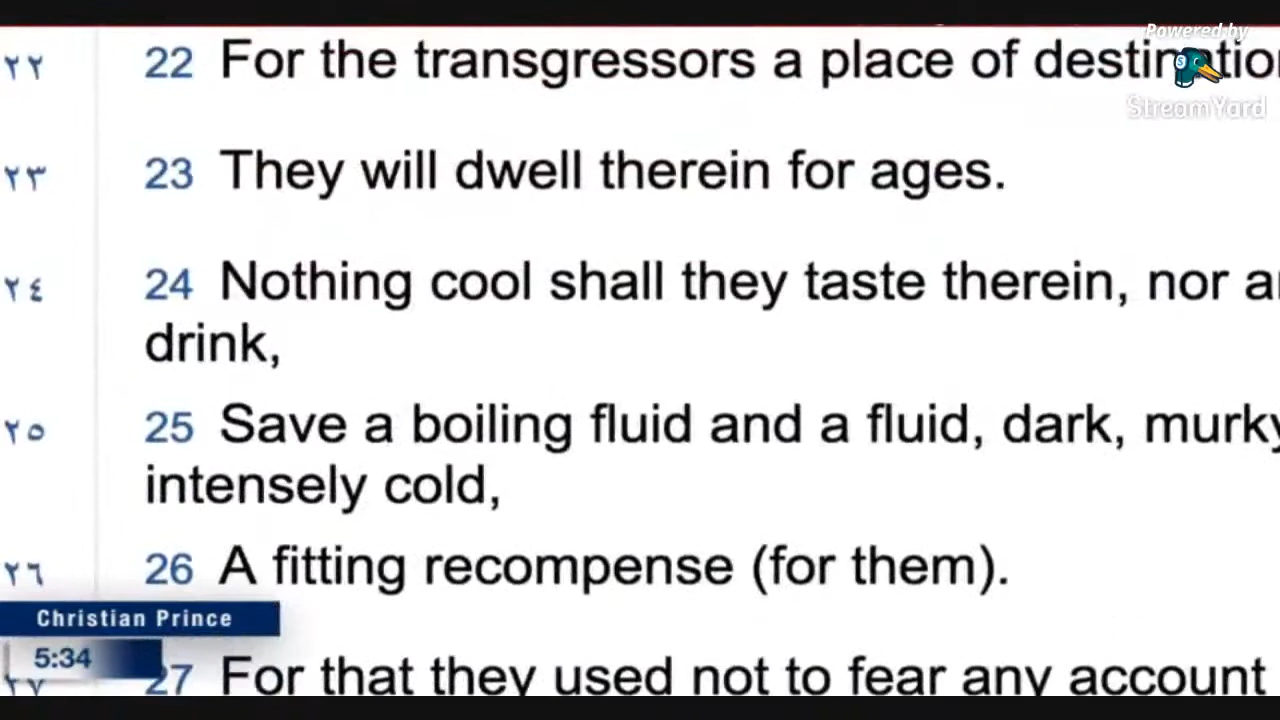 Powered by
٢٢ 22 For the transgressors a place of
StreamYard
٢٣ 23 They will dwell therein for ages.
٢٤ 24 Nothing cool shall they taste therein, nor
drink,
٢٥ 25 Save a boiling fluid and a fluid, dark, murky
intensely cold,
٢٦ 26 A fitting recompense (for them).
Christian Prince
5:34
٢٧ 27 For that they used not to fear any account